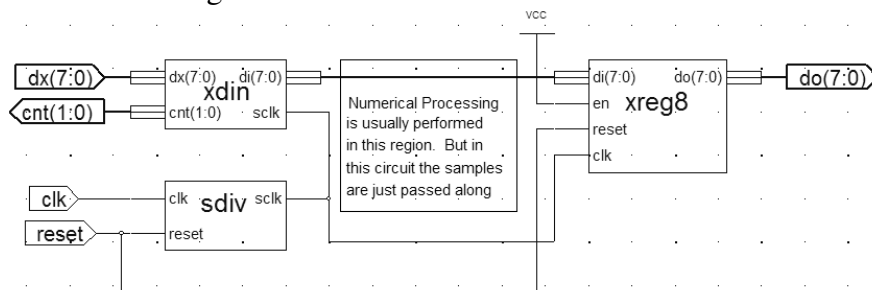 vcc
dx(7:0)
dx(7:0) di(7:0)
di(7:0) do(7:0)
do(7:0)
xdin
cnt(1:0)
cnt(1:0) sclk
en
xreg8
reset
clk
Numerical Processing
is usually performed
in this region. But in
this circuit the samples
are just passed along
clk
clk sdiv sclk
reset
reset